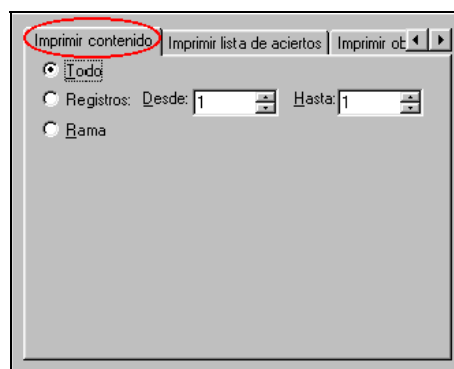 Imprimir contenido Imprimir lista de aciertos Imprimir ob
Todo
Registros: Desde: 1 Hasta: 1
Rama